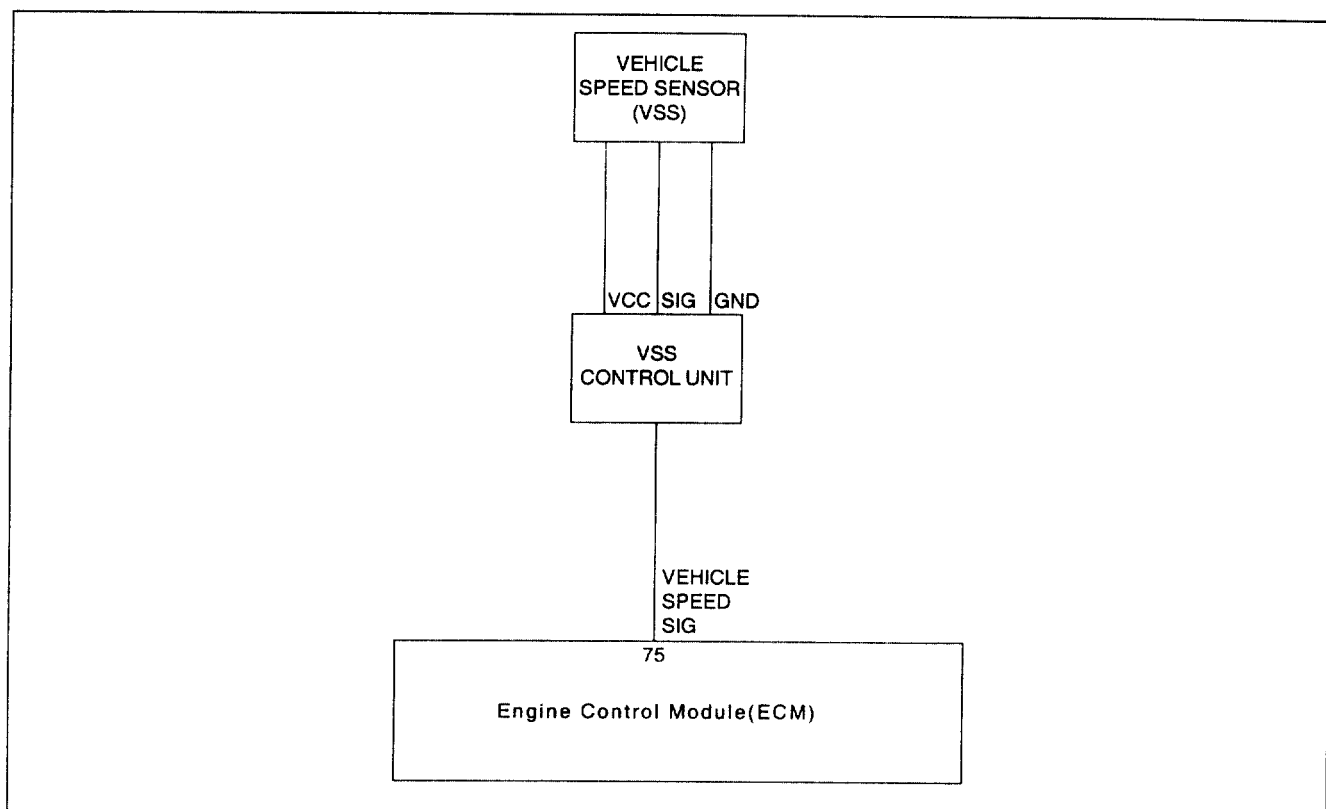 VEHICLE
SPEED SENSOR
(VSS)
VCC SIG GND
VSS
CONTROL UNIT
VEHICLE
SPEED
SIG
75
Engine Control Module(ECM)